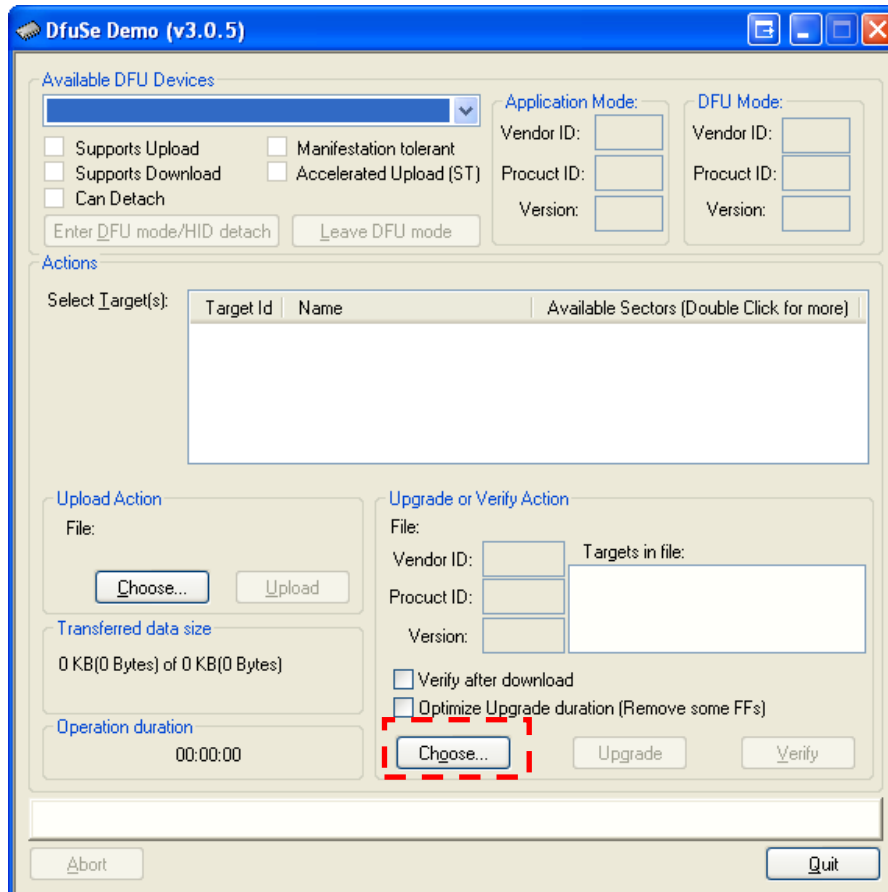 DfuSe Demo (v3.0.5)
Available DFU Devices
Supports Upload
Manifestation tolerant
Supports Download
Accelerated Upload (ST)
Can Detach
Enter DFU mode/HID detach
Leave DFU mode
Application Mode:
Vendor ID:
Procuct ID:
Version:
DFU Mode:
Vendor ID:
Procuct ID:
Version:
Actions
Select Target(s):
Target Id
Name
Available Sectors (Double Click for more)
Upload Action
File:
Choose...
Upload
Transferred data size
0 KB(0 Bytes) of 0 KB(0 Bytes)
Operation duration
00:00:00
Upgrade or Verify Action
File:
Vendor ID:
Procuct ID:
Version:
Targets in file:
Verify after download
Optimize Upgrade duration (Remove some FFs)
Choose...
Upgrade
Verify
Abort
Quit